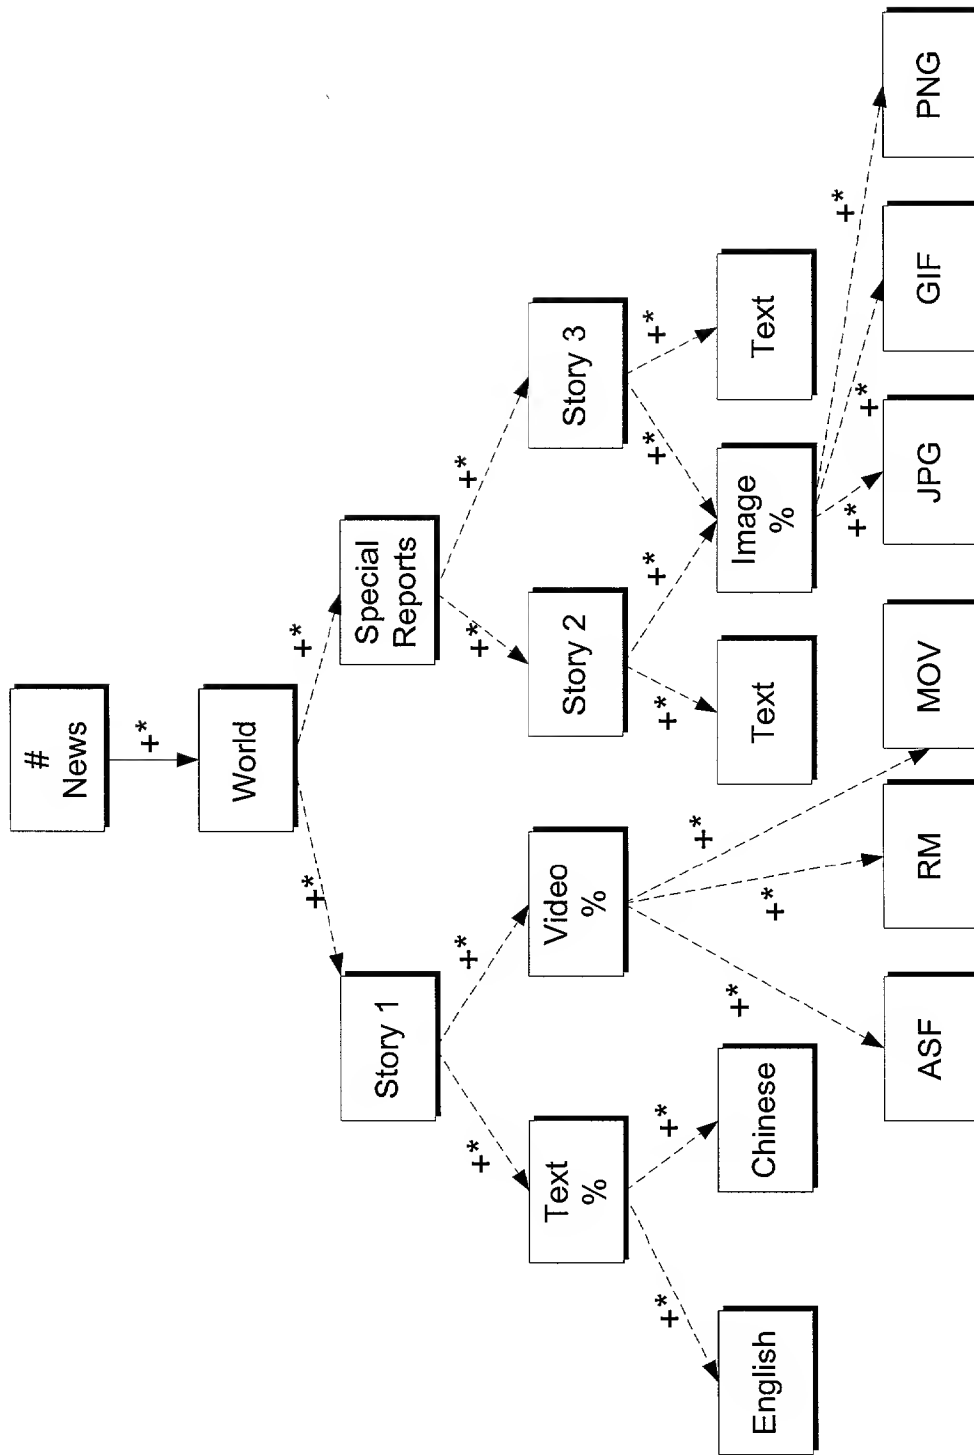 #
News
+*
World
+*
+*
Story 1
Special
Reports
+*
+*
+*
+*
Text
%
Video
%
Story 2
Story 3
+*
+*
+*
+*
+*
+*
+*
+*
+*
English
Chinese
Text
Image
%
Text
+*
+*
+*
ASF
RM
MOV
JPG
GIF
PNG